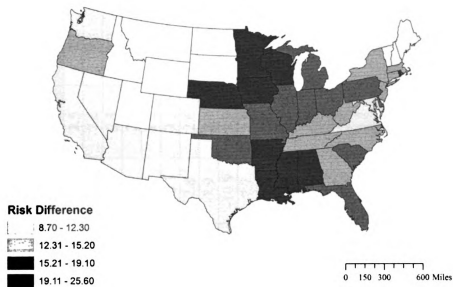 Risk Difference
8.70 - 12.30
12.31 - 15.20
15.21 - 19.10
19.11 - 25.60
0 150 300 600 Miles